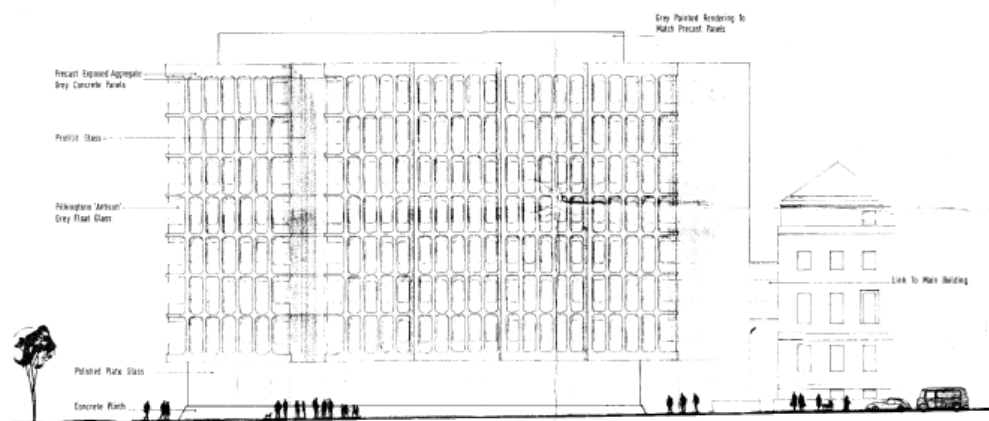 Grey Painted Rendering To
Match Precast Panels
Precast Exposed Aggregate
Grey Concrete Panels
Profilit Glass
Pilkingtons 'Antisun'
Grey Float Glass
Link To Main Building
Polished Plate Glass
Concrete Plinth